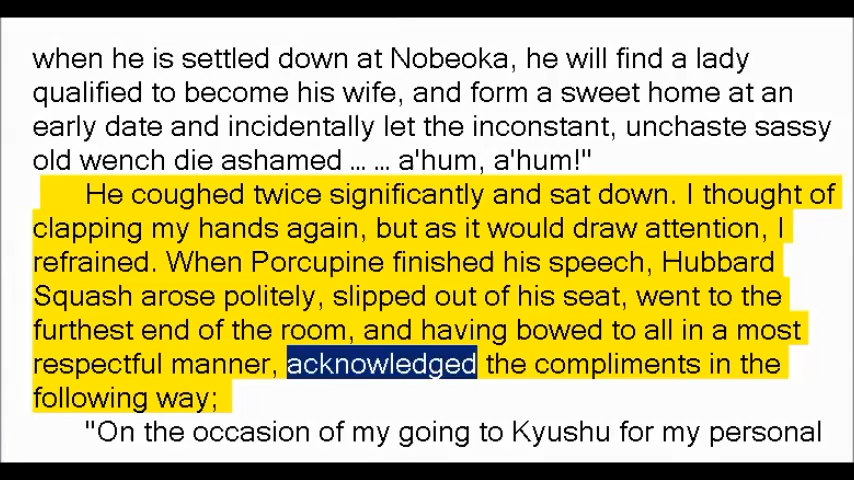 when he is settled down at Nobeoka, he will find a lady
qualified to become his wife, and form a sweet home at an
early date and incidentally let the inconstant, unchaste sassy
old wench die ashamed ... ... a'hum, a'hum!"
He coughed twice significantly and sat down. I thought of
clapping my hands again, but as it would draw attention, I
refrained. When Porcupine finished his speech, Hubbard
Squash arose politely, slipped out of his seat, went to the
furthest end of the room, and having bowed to all in a most
respectful manner, acknowledged the compliments in the
following way;
"On the occasion of my going to Kyushu for my personal